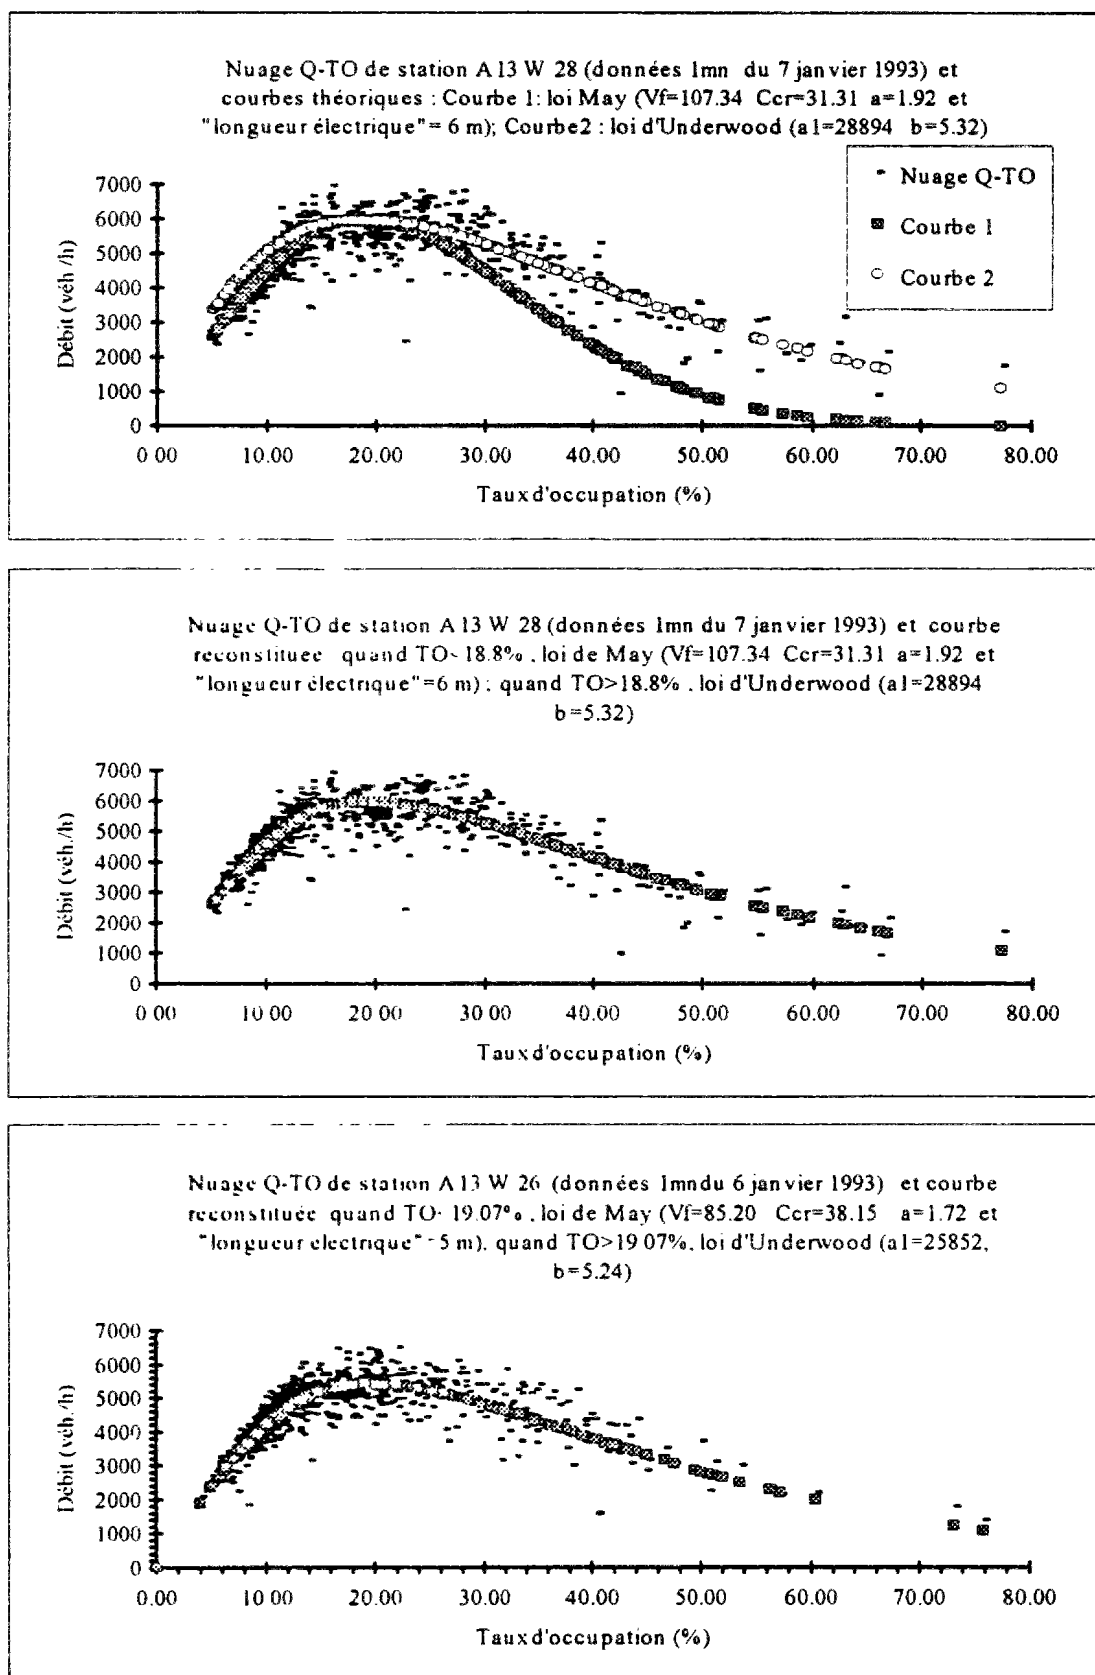 Nuage Q-TO de station A13 W 28 (données 1mn du 7 janvier 1993) et
courbes théoriques : Courbe 1: loi May (Vf=107.34 Ccr=31.31 a=1.92 et
"longueur électrique"= 6 m); Courbe2 : loi d'Underwood (a1=28894 b=5.32)
Nuage Q-TO
Courbe 1
Courbe 2
7000
6000
5000
4000
3000
2000
1000
0
Débit (véh /h)
0 00 10.00 20.00 30.00 40.00 50.00 60.00 70.00 80.00
Taux d'occupation (%)
Nuage Q-TO de station A13 W 28 (données 1mn du 7 janvier 1993) et courbe
reconstituée quand TO- 18.8% , loi de May (Vf=107.34 Ccr=31.31 a=1.92 et
"longueur électrique"=6 m) ; quand TO>18.8% , loi d'Underwood (a1=28894
b=5.32)
7000
6000
5000
4000
3000
2000
1000
0
Débit (véh./h)
0 00 10 00 20 00 30.00 40.00 50.00 60.00 70.00 80.00
Taux d'occupation (%)
Nuage Q-TO de station A13 W 26 (données 1mndu 6 janvier 1993) et courbe
reconstituée quand TO· 19.07% , loi de May (Vf=85.20 Ccr=38.15 a=1.72 et
"longueur electrique" -5 m), quand TO>19 07%, loi d'Underwood (a1=25852,
b=5.24)
7000
6000
5000
4000
3000
2000
1000
0
Débit (véh./h)
0.00 10 00 20.00 30.00 40.00 50.00 60.00 70.00 80.00
Taux d'occupation (%)